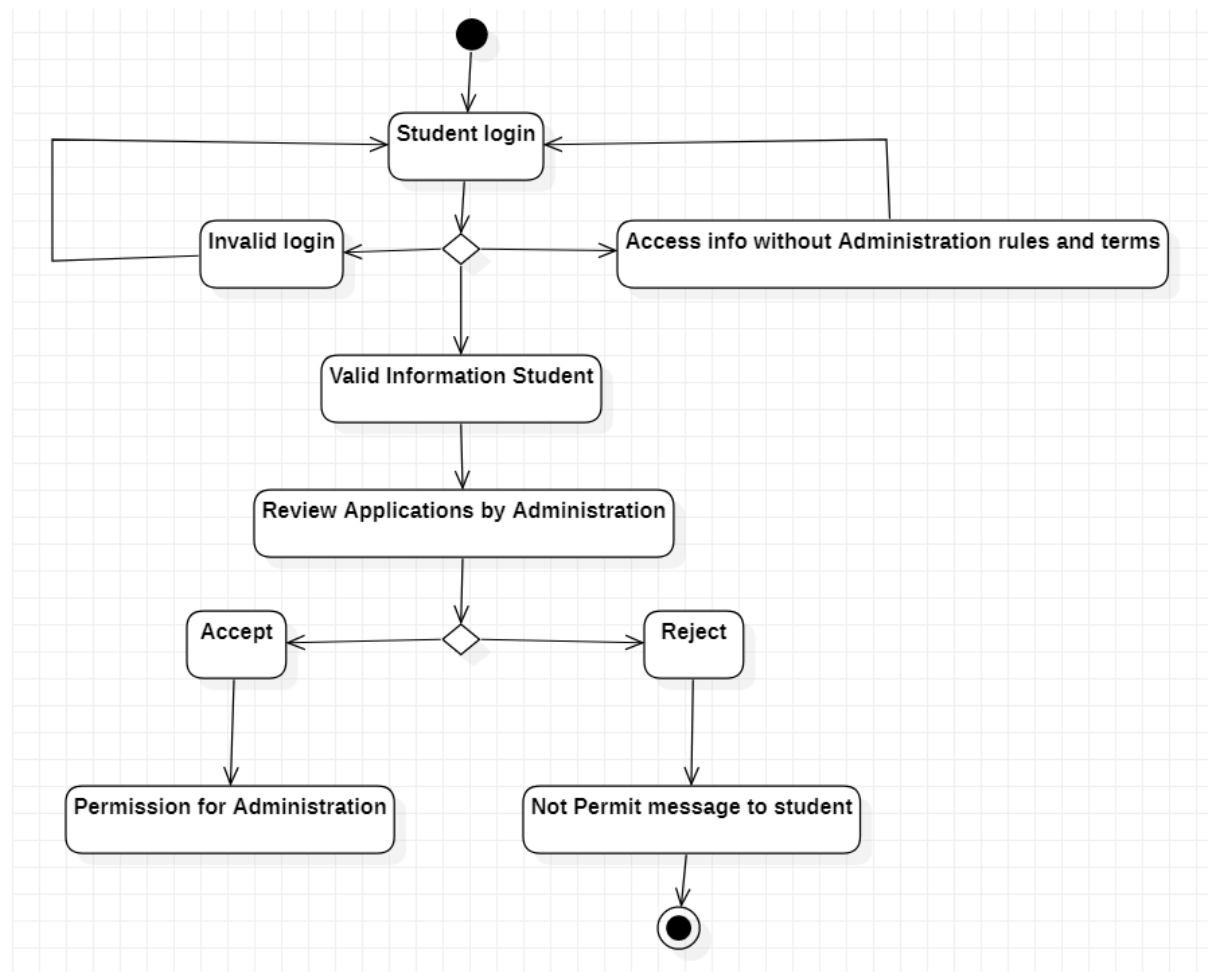 Student login
Invalid login
Access info without Administration rules and terms
Valid Information Student
Review Applications by Administration
Accept
Reject
Permission for Administration
Not Permit message to student